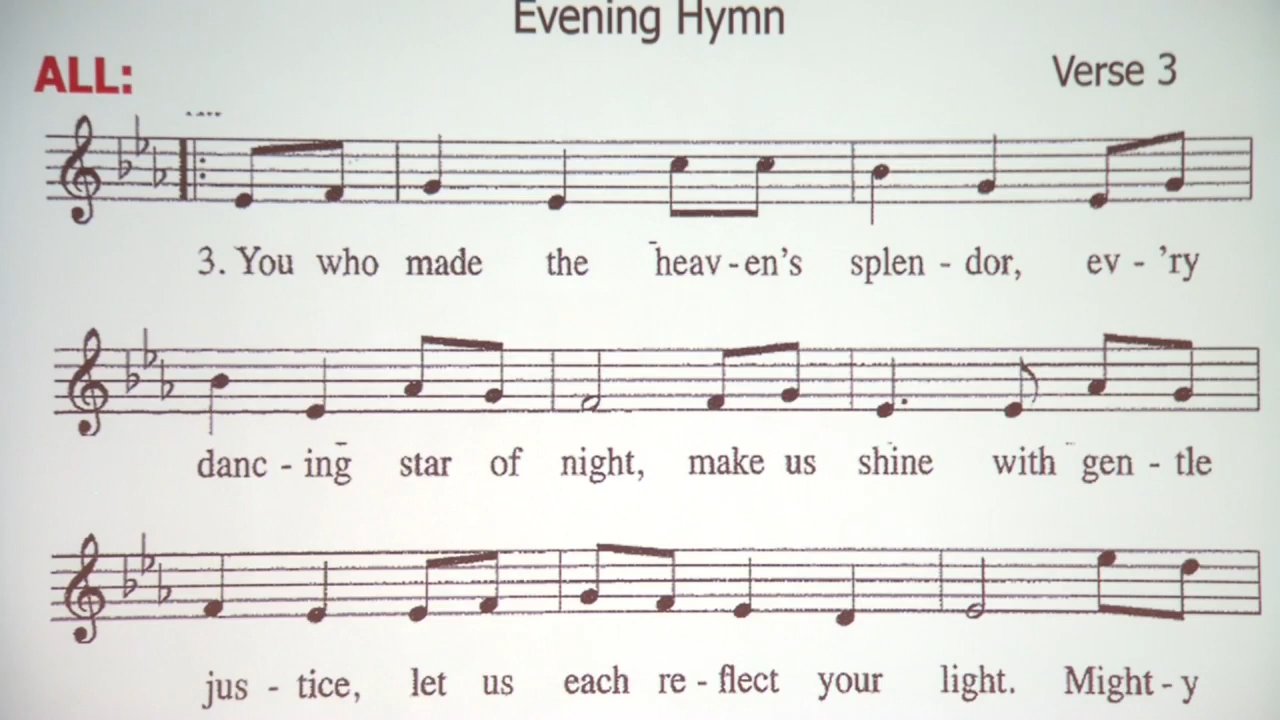 Evening Hymn
ALL:
Verse 3
3. You who made the heav-en's splen-dor, ev-'ry
danc-ing star of night, make us shine with gen-tle
jus-tice, let us each re-flect your light. Might-y